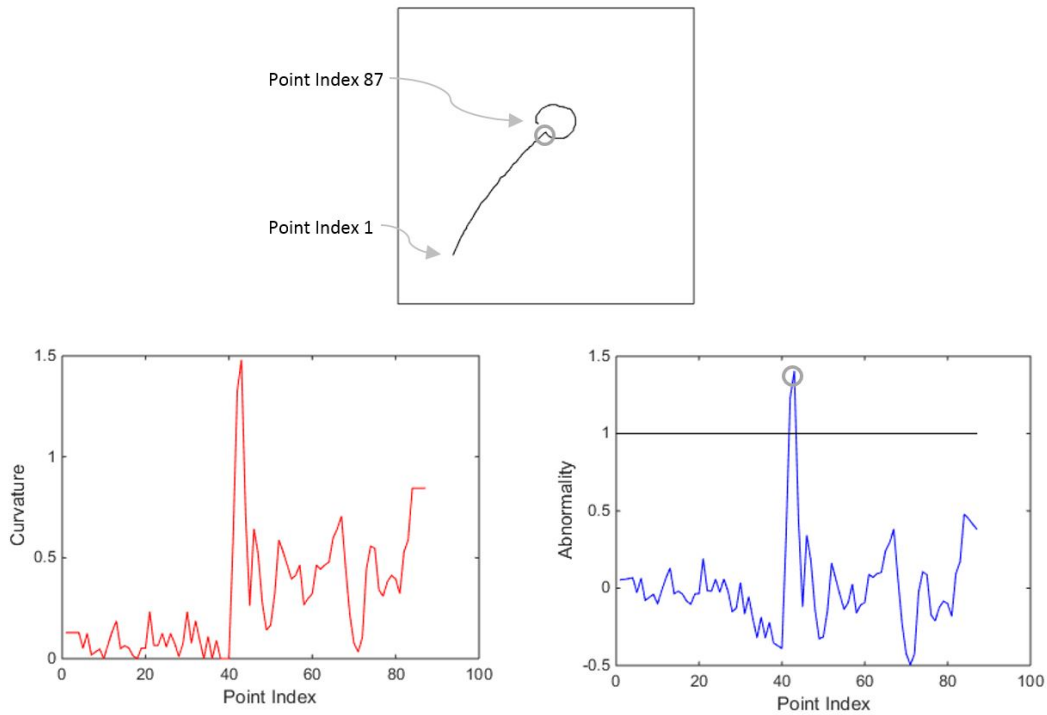 Point Index 87
Point Index 1
1.5
1
0.5
0
Curvature
0 20 40 60 80 100
Point Index
1.5
1
0.5
0
-0.5
Abnormality
0 20 40 60 80 100
Point Index